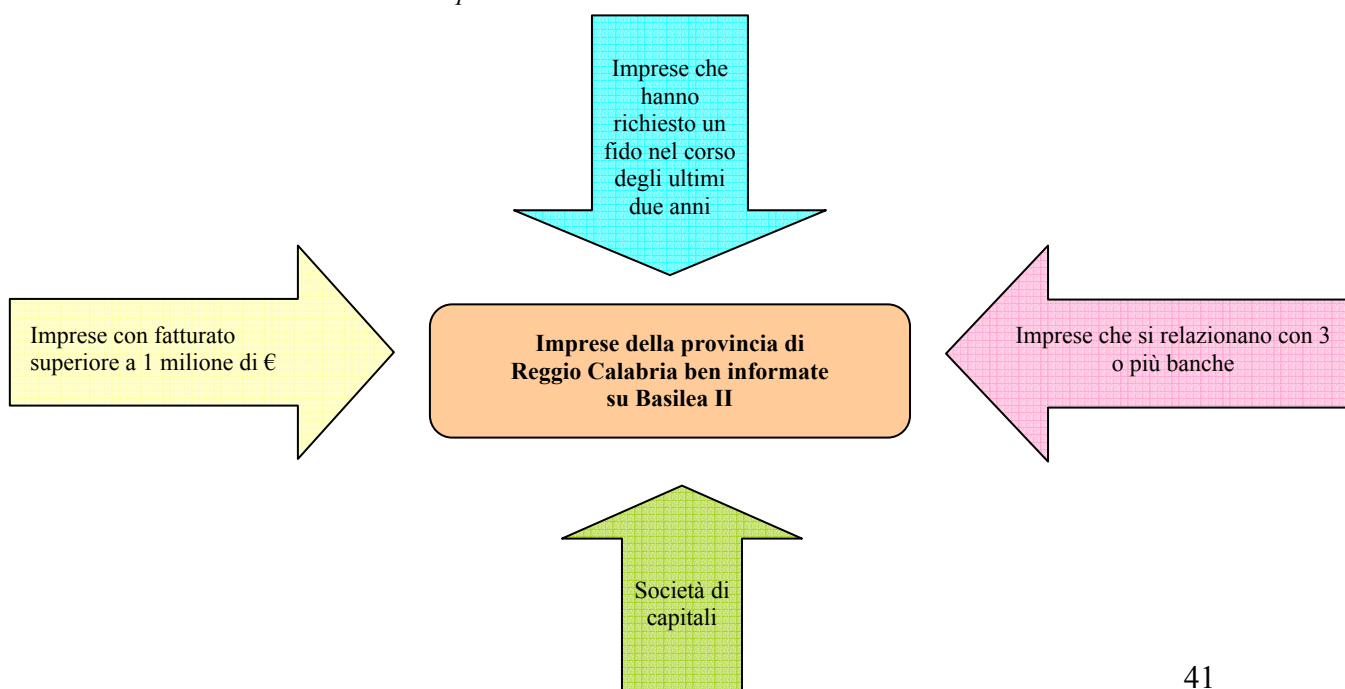 Imprese che
hanno
richiesto un
fido nel corso
degli ultimi
due anni
Imprese con fatturato
superiore a 1 milione di €
Imprese della provincia di
Reggio Calabria ben informate
su Basilea II
Imprese che si relazionano con 3
o più banche
Società di
capitali
41